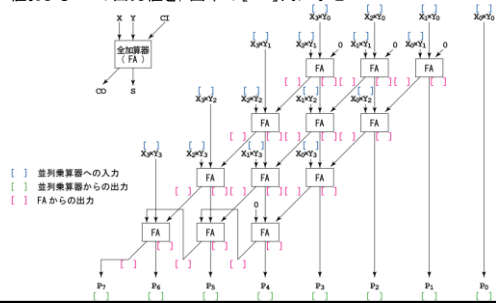 X Y CI
X₃*Y₀ X₂*Y₀ X₁*Y₀ X₀*Y₀
[ ] [ ] [ ] [ ]
X₃*Y₁ X₂*Y₁ 0 X₁*Y₁ 0 X₀*Y₁ 0
全加算器
(FA)
FA FA FA
CO S
[ ] [ ] [ ] [ ] [ ] [ ]
[ ] [ ] [ ] [ ]
X₃*Y₂ X₂*Y₂ X₁*Y₂ X₀*Y₂
FA FA FA
[ ] [ ] [ ] [ ] [ ] [ ]
[ ] [ ] [ ] [ ]
X₃*Y₃ X₂*Y₃ X₁*Y₃ X₀*Y₃
[ ] 並列乗算器への入力
[ ] 並列乗算器からの出力
[ ] FAからの出力
FA FA FA
[ ] [ ] [ ] [ ] [ ] [ ]
0
FA FA FA
[ ] [ ] [ ] [ ]
P₇ P₆ P₅ P₄ P₃ P₂ P₁ P₀
[ ] [ ] [ ] [ ] [ ] [ ] [ ] [ ]